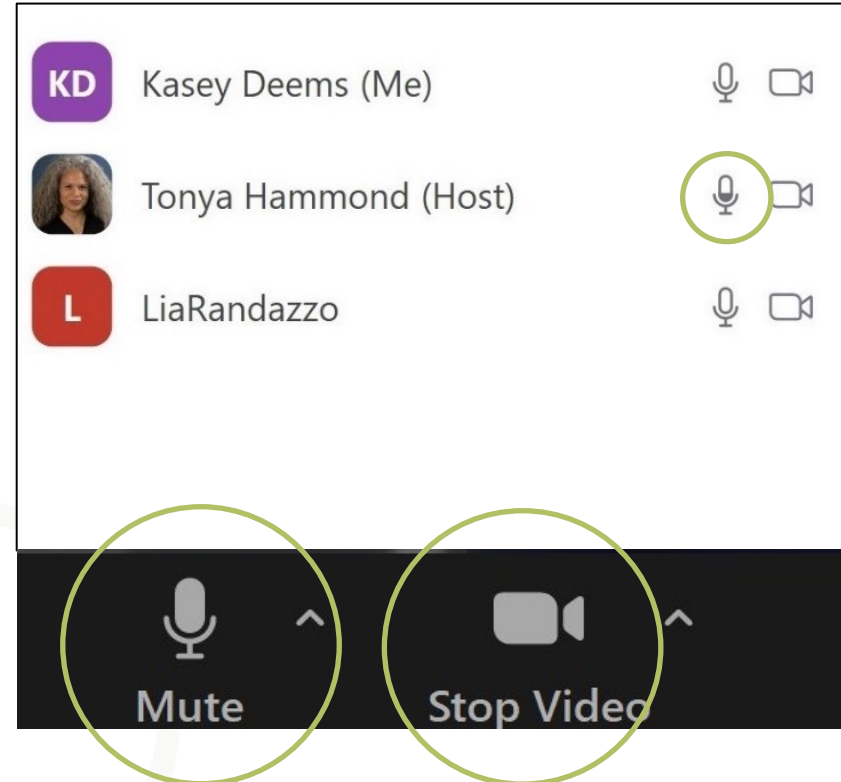 KD Kasey Deems (Me)
Tonya Hammond (Host)
L LiaRandazzo
Mute Stop Video